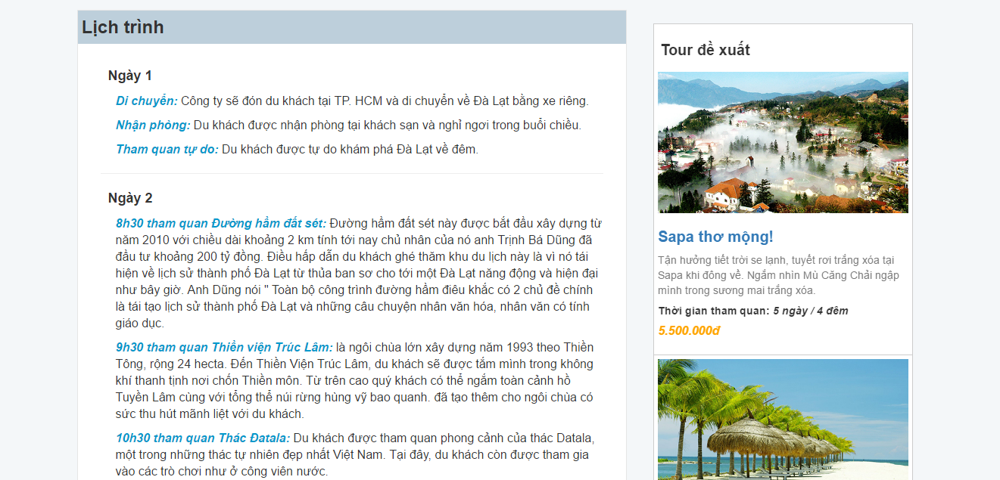 Lịch trình
Ngày 1
Di chuyển: Công ty sẽ đón du khách tại TP. HCM và di chuyển về Đà Lạt bằng xe riêng.
Nhận phòng: Du khách được nhận phòng tại khách sạn và nghỉ ngơi trong buổi chiều.
Tham quan tự do: Du khách được tự do khám phá Đà Lạt về đêm.
Ngày 2
8h30 tham quan Đường hầm đất sét: Đường hầm đất sét này được bắt đầu xây dựng từ
năm 2010 với chiều dài khoảng 2 km tính tới nay chủ nhân của nó anh Trịnh Bá Dũng đã
đầu tư khoảng 200 tỷ đồng. Điều hấp dẫn du khách ghé thăm khu du lịch này là vì nó tái
hiện về lịch sử thành phố Đà Lạt từ thủa ban sơ cho tới một Đà Lạt năng động và hiện đại
như bây giờ. Anh Dũng nói " Toàn bộ công trình đường hầm điêu khắc có 2 chủ đề chính
là tái tạo lịch sử thành phố Đà Lạt và những câu chuyện nhân văn hóa, nhân văn có tính
giáo dục.
9h30 tham quan Thiền viện Trúc Lâm: là ngôi chùa lớn xây dựng năm 1993 theo Thiền
Tông, rộng 24 hecta. Đến Thiền Viện Trúc Lâm, du khách sẽ được tắm mình trong không
khí thanh tịnh nơi chốn Thiền môn. Từ trên cao quý khách có thể ngắm toàn cảnh hồ
Tuyền Lâm cùng với tổng thể núi rừng hùng vỹ bao quanh. đã tạo thêm cho ngôi chùa có
sức thu hút mãnh liệt với du khách.
10h30 tham quan Thác Đatala: Du khách được tham quan phong cảnh của thác Datala,
một trong những thác tự nhiên đẹp nhất Việt Nam. Tại đây, du khách còn được tham gia
vào các trò chơi như ở công viên nước.
Tour đề xuất
Sapa thơ mộng!
Tận hưởng tiết trời se lạnh, tuyết rơi trắng xóa tại
Sapa khi đông về. Ngắm nhìn Mù Căng Chải ngập
mình trong sương mai trắng xóa.
Thời gian tham quan: 5 ngày / 4 đêm
5.500.000đ